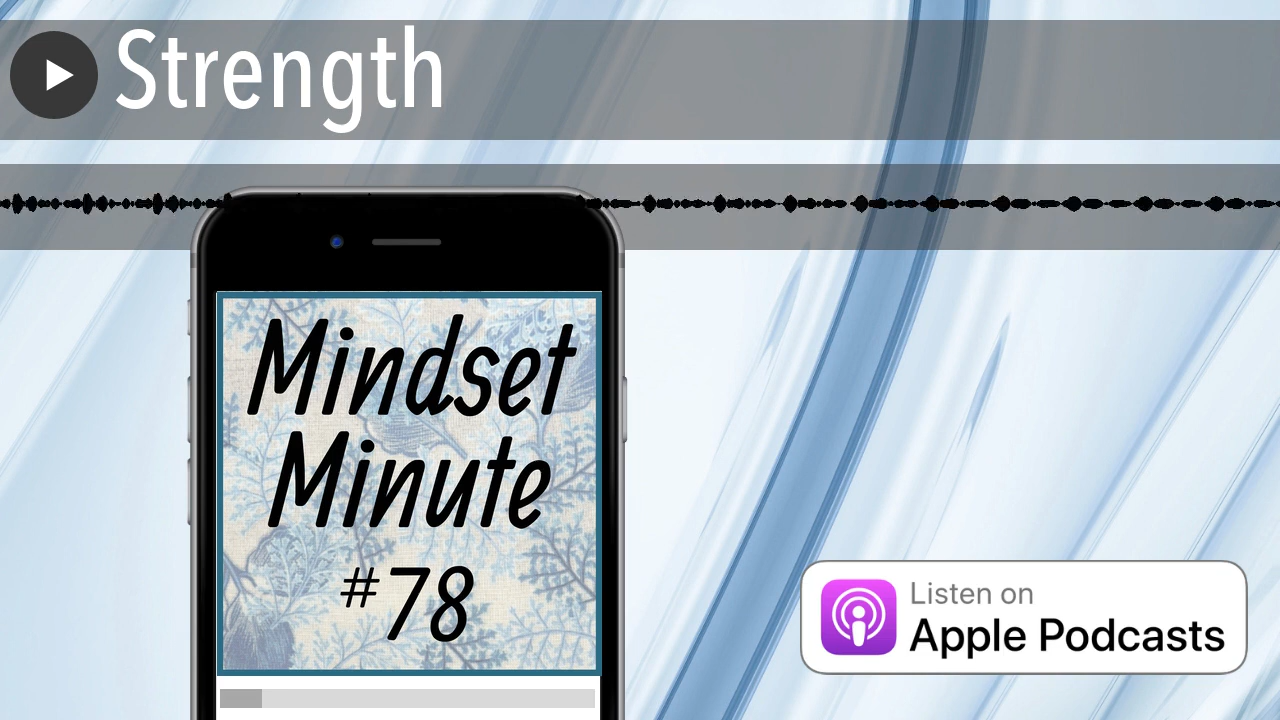 Strength
Mindset
Minute
#78
Listen on
Apple Podcasts